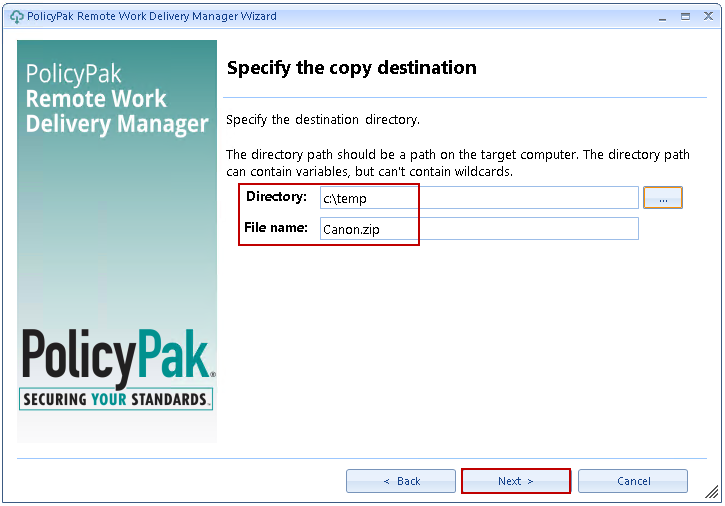 PolicyPak Remote Work Delivery Manager Wizard
PolicyPak
Remote Work
Delivery Manager
Specify the copy destination
Specify the destination directory.
The directory path should be a path on the target computer. The directory path
can contain variables, but can't contain wildcards.
Directory: c:\temp ...
File name: Canon.zip
PolicyPak®
SECURING YOUR STANDARDS™
< Back Next > Cancel